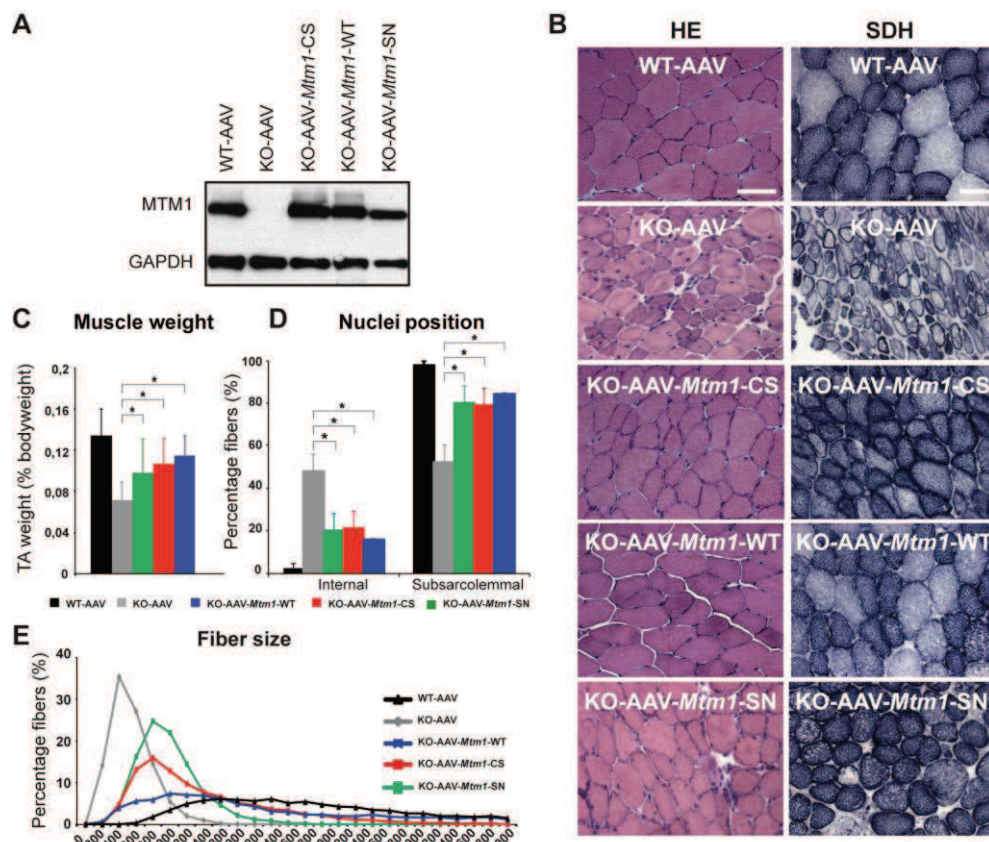 A
WT-AAV
KO-AAV
KO-AAV-Mtm1-CS
KO-AAV-Mtm1-WT
KO-AAV-Mtm1-SN
MTM1
GAPDH
B
HE
SDH
WT-AAV
WT-AAV
KO-AAV
KO-AAV
KO-AAV-Mtm1-CS
KO-AAV-Mtm1-CS
KO-AAV-Mtm1-WT
KO-AAV-Mtm1-WT
KO-AAV-Mtm1-SN
KO-AAV-Mtm1-SN
C
Muscle weight
TA weight (% bodyweight)
0,2
0,16
0,12
0,08
0,04
0
*
*
*
D
Nuclei position
Percentage fibers (%)
100
80
60
40
20
0
*
*
*
*
*
*
Internal
Subsarcolemmal
WT-AAV
KO-AAV
KO-AAV-Mtm1-WT
KO-AAV-Mtm1-CS
KO-AAV-Mtm1-SN
E
Fiber size
Percentage fibers (%)
40
30
20
10
0
WT-AAV
KO-AAV
KO-AAV-Mtm1-WT
KO-AAV-Mtm1-CS
KO-AAV-Mtm1-SN
0